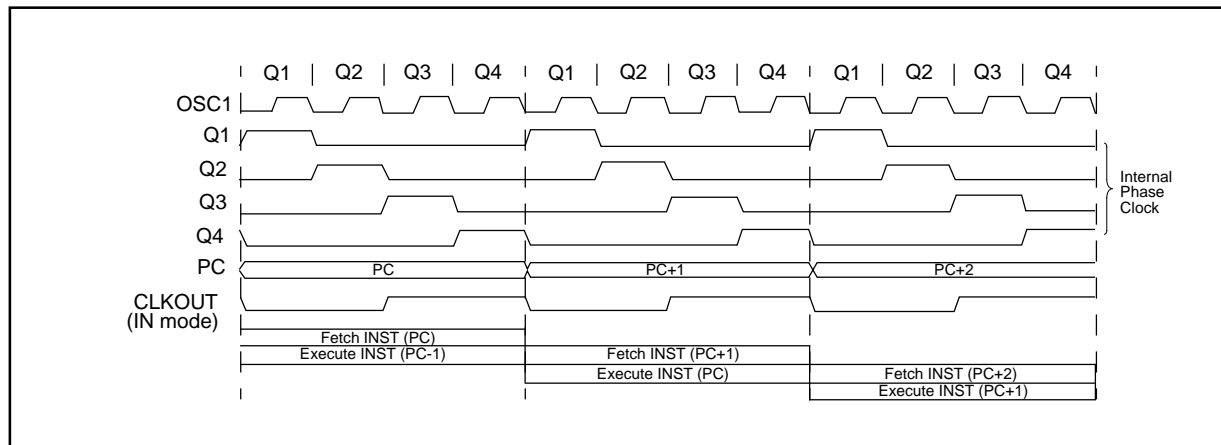 Q1 | Q2 | Q3 | Q4 | Q1 | Q2 | Q3 | Q4 | Q1 | Q2 | Q3 | Q4
OSC1
Q1
Q2
Q3
Q4
PC
PC PC+1 PC+2
Internal
Phase
Clock
CLKOUT
(IN mode)
Fetch INST (PC)
Execute INST (PC-1) Fetch INST (PC+1)
Execute INST (PC) Fetch INST (PC+2)
Execute INST (PC+1)